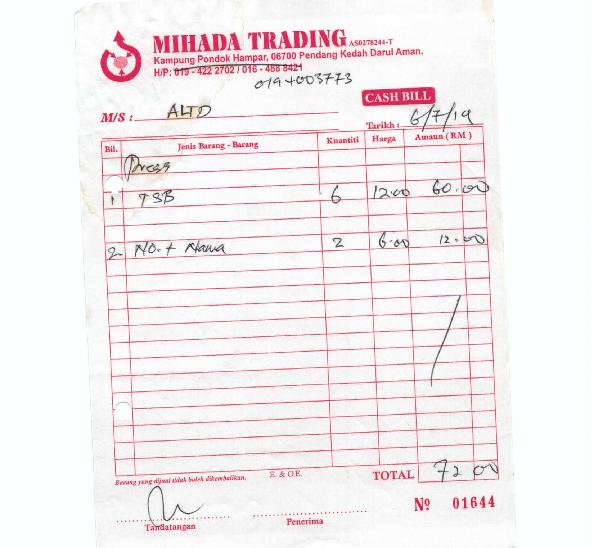 MIHADA TRADING AS0278244-T
Kampung Pondok Hampar, 06700 Pendang Kedah Darul Aman.
H/P: 019 - 422 2702 / 016 - 488 8421
0194003773
CASH BILL
M/S : ALTD
Tarikh : 6/7/19
Bil. Jenis Barang - Barang Kuantiti Harga Amaun ( RM )
Press
1 TSB 6 12.00 60.00
2 No. + Nama 2 6.00 12.00
Barang yang dijual tidak boleh dikembalikan. E. & O.E. TOTAL 72 00
Nº 01644
Tandatangan Penerima